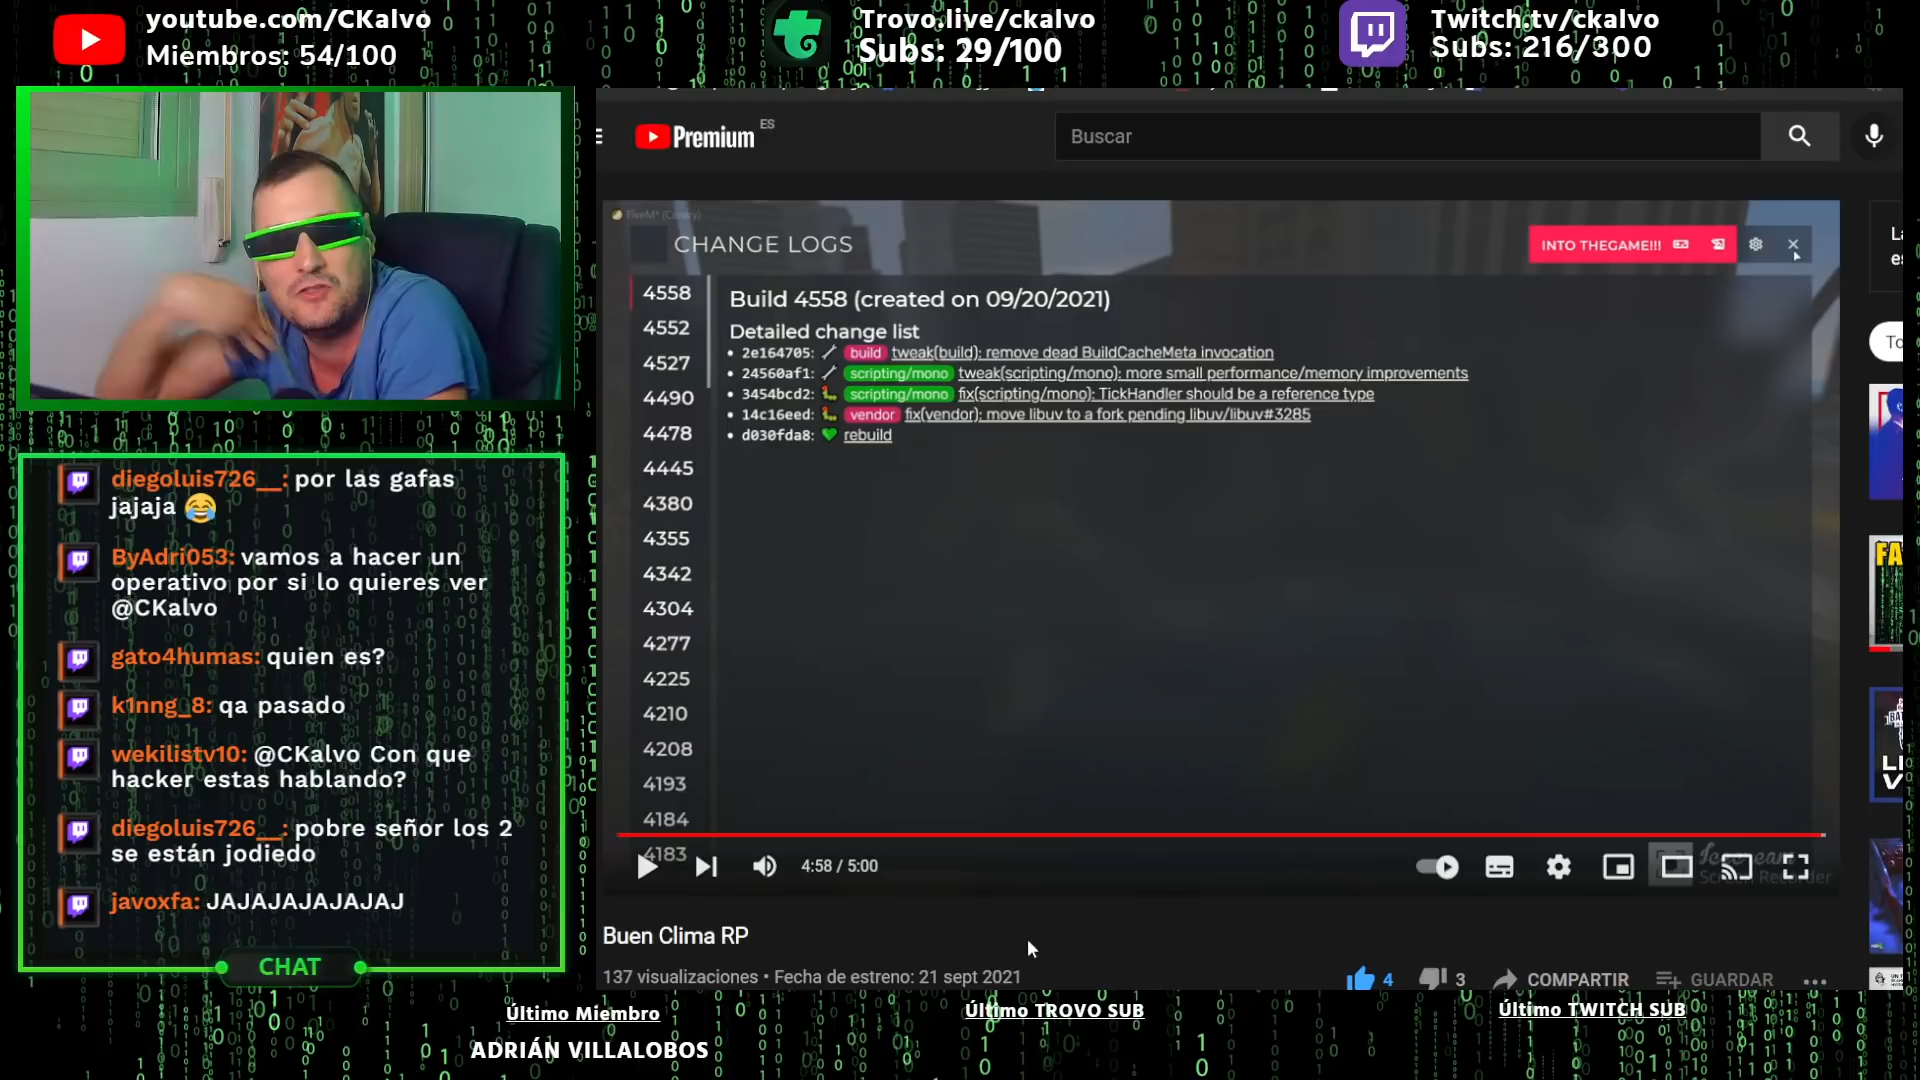 youtube.com/CKalvo
Miembros: 54/100
Trovo.live/ckalvo
Subs: 29/100
Twitch.tv/ckalvo
Subs: 216/300
Premium ES
Buscar
FiveM* (Canary)
CHANGE LOGS
INTO THEGAME!!!
4558
4552
4527
4490
4478
4445
4380
4355
4342
4304
4277
4225
4210
4208
4193
4184
4183
Build 4558 (created on 09/20/2021)
Detailed change list
• 2e164705: build tweak(build): remove dead BuildCacheMeta invocation
• 24560af1: scripting/mono tweak(scripting/mono): more small performance/memory improvements
• 3454bcd2: scripting/mono fix(scripting/mono): TickHandler should be a reference type
• 14c16eed: vendor fix(vendor): move libuv to a fork pending libuv/libuv#3285
• d030fda8: rebuild
4:58 / 5:00
Icecream
Screen Recorder
Buen Clima RP
137 visualizaciones • Fecha de estreno: 21 sept 2021
4
3
COMPARTIR
GUARDAR
diegoluis726__: por las gafas
jajaja
ByAdri053: vamos a hacer un
operativo por si lo quieres ver
@CKalvo
gato4humas: quien es?
k1nng_8: qa pasado
wekilistv10: @CKalvo Con que
hacker estas hablando?
diegoluis726__: pobre señor los 2
se están jodiedo
javoxfa: JAJAJAJAJAJAJ
CHAT
Último Miembro
ADRIÁN VILLALOBOS
Último TROVO SUB
Último TWITCH SUB